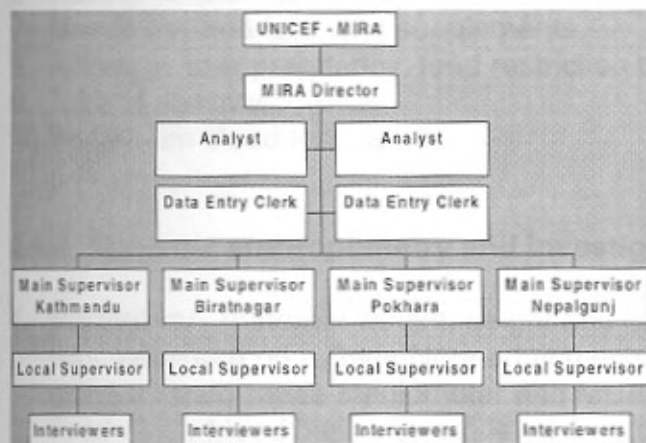 UNICEF - MIRA
MIRA Director
Analyst
Analyst
Data Entry Clerk
Data Entry Clerk
Main Supervisor
Kathmandu
Main Supervisor
Biratnagar
Main Supervisor
Pokhara
Main Supervisor
Nepalgunj
Local Supervisor
Local Supervisor
Local Supervisor
Local Supervisor
Interviewers
Interviewers
Interviewers
Interviewers